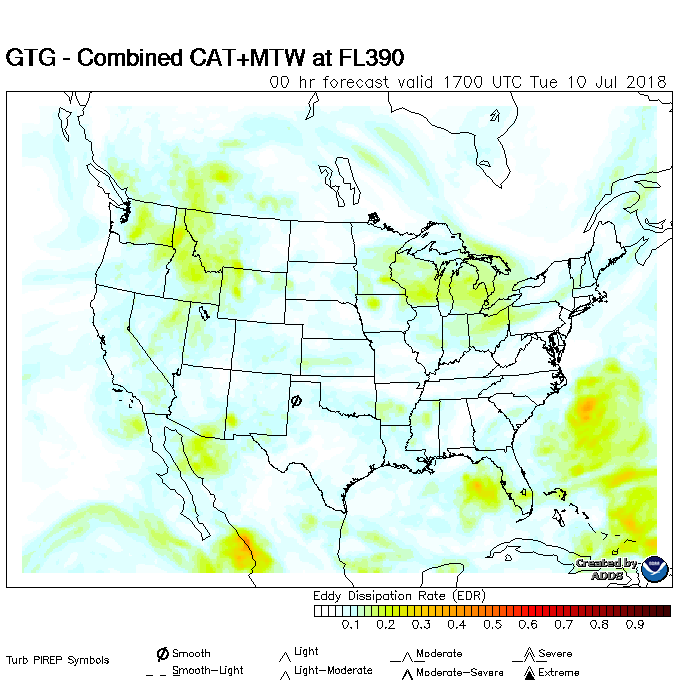 GTG - Combined CAT+MTW at FL390
00 hr forecast valid 1700 UTC Tue 10 Jul 2018
Created by
ADDS
NOAA
Eddy Dissipation Rate (EDR)
0.1 0.2 0.3 0.4 0.5 0.6 0.7 0.8 0.9
Turb PIREP Symbols
Smooth Light Moderate Severe
Smooth-Light Light-Moderate Moderate-Severe Extreme